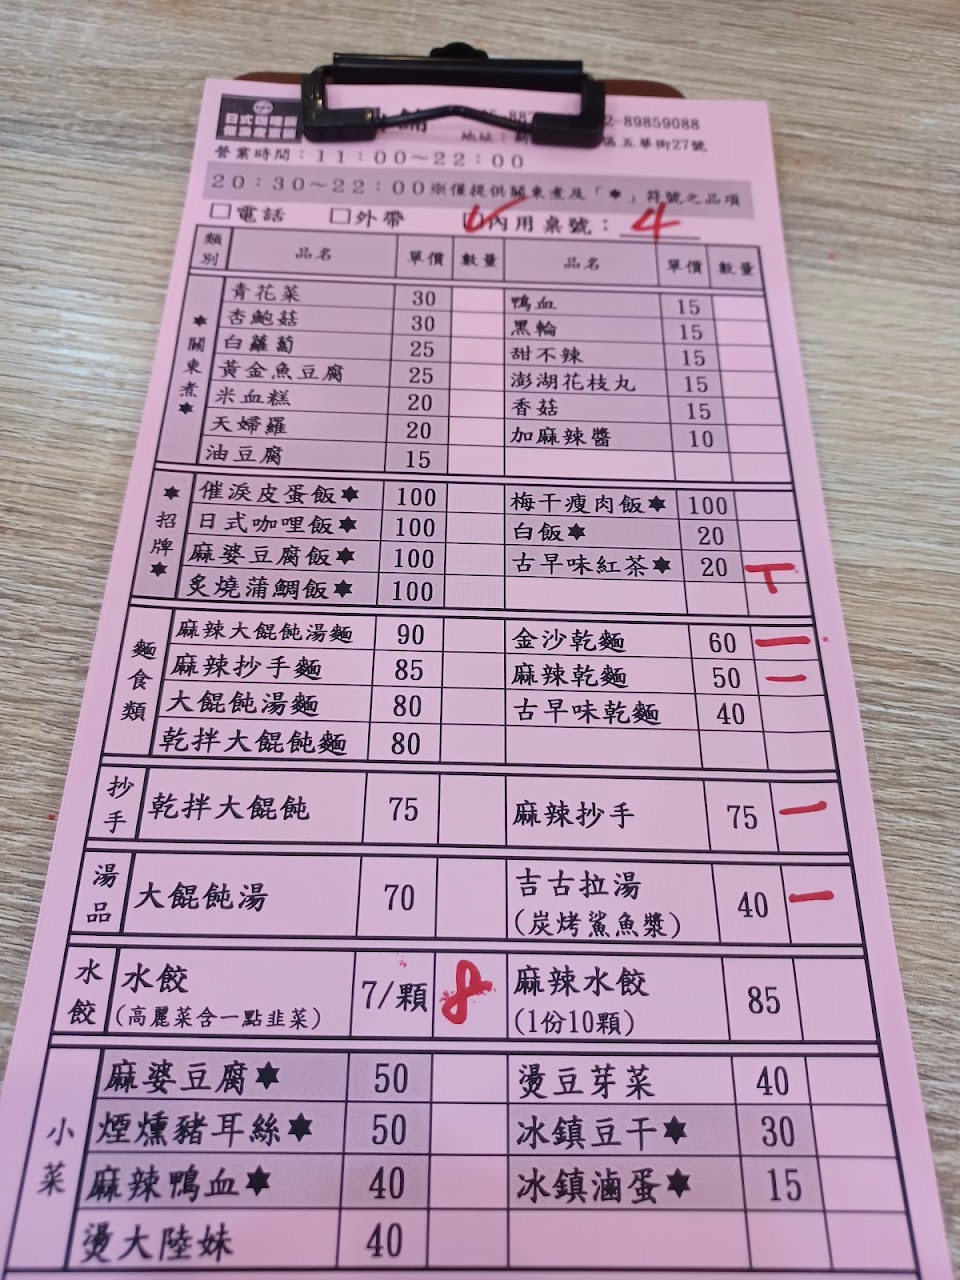 日式咖哩飯
02-89859088
區五華街27號
營業時間：11：00～22：00
20：30～22：00※僅提供關東煮及「✶」符號之品項
□電話 □外帶 ☑內用桌號：4
類別 品名 單價 數量 品名 單價 數量
✶關東煮✶
青花菜 30 鴨血 15
杏鮑菇 30 黑輪 15
白蘿蔔 25 甜不辣 15
黃金魚豆腐 25 澎湖花枝丸 15
米血糕 20 香菇 15
天婦羅 20 加麻辣醬 10
油豆腐 15
✶招牌✶
催淚皮蛋飯✶ 100 梅干瘦肉飯✶ 100
日式咖哩飯✶ 100 白飯✶ 20
麻婆豆腐飯✶ 100 古早味紅茶✶ 20 T
炙燒蒲鯛飯✶ 100
麵食類
麻辣大餛飩湯麵 90 金沙乾麵 60 一
麻辣抄手麵 85 麻辣乾麵 50 一
大餛飩湯麵 80 古早味乾麵 40
乾拌大餛飩麵 80
抄手
乾拌大餛飩 75 麻辣抄手 75 一
湯品
大餛飩湯 70 吉古拉湯 40 一
(炭烤鯊魚漿)
水餃
水餃 7/顆 8 麻辣水餃 85
(高麗菜含一點韭菜) (1份10顆)
小菜
麻婆豆腐✶ 50 燙豆芽菜 40
煙燻豬耳絲✶ 50 冰鎮豆干✶ 30
麻辣鴨血✶ 40 冰鎮滷蛋✶ 15
燙大陸妹 40